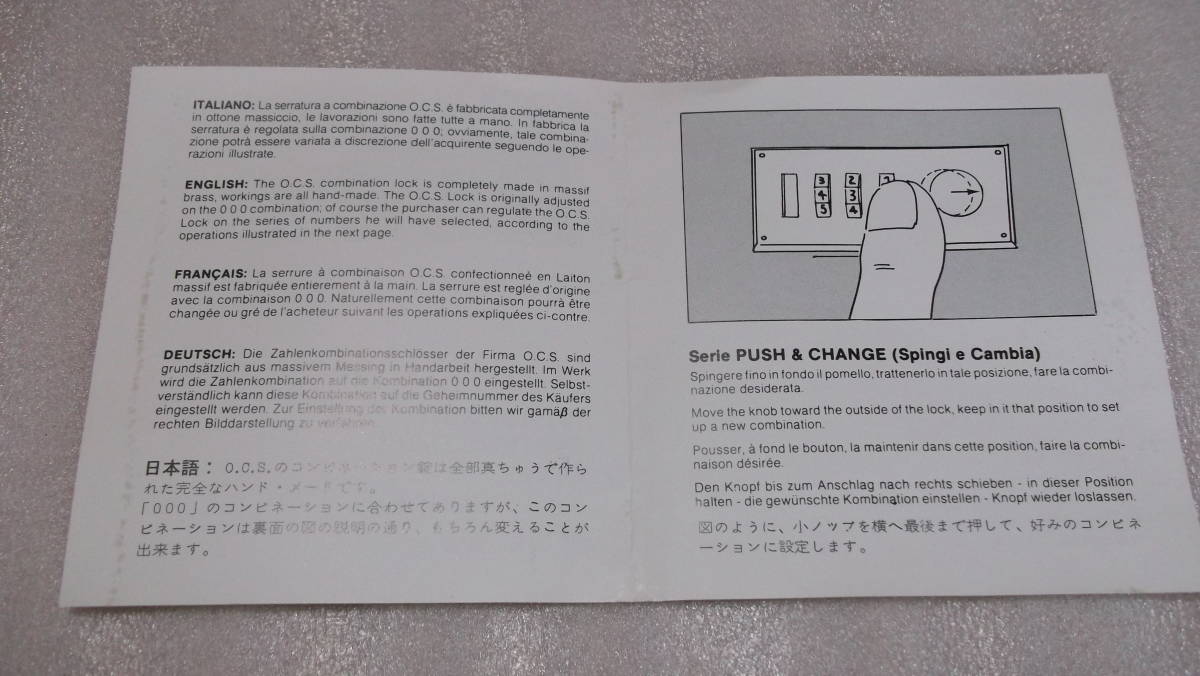 ITALIANO: La serratura a combinazione O.C.S. é fabbricata completamente
in ottone massiccio, le lavorazioni sono fatte tutte a mano. In fabbrica la
serratura è regolata sulla combinazione 0 0 0; ovviamente, tale combina-
zione potrà essere variata a discrezione dell'acquirente seguendo le ope-
razioni illustrate.
ENGLISH: The O.C.S. combination lock is completely made in massif
brass, workings are all hand-made. The O.C.S. Lock is originally adjusted
on the 0 0 0 combination; of course the purchaser can regulate the O.C.S.
Lock on the series of numbers he will have selected, according to the
operations illustrated in the next page.
FRANÇAIS: La serrure à combinaison O.C.S. confectionneé en Laiton
massif est fabriquée entierement à la main. La serrure est reglée d'origine
avec la combinaison 0 0 0. Naturellement cette combinaison pourrà être
changée ou gré de l'acheteur suivant les operations expliquées ci-contre.
DEUTSCH: Die Zahlenkombinationsschlösser der Firma O.C.S. sind
grundsätzlich aus massivem Messing in Handarbeit hergestellt. Im Werk
wird die Zahlenkombination auf die Kombination 0 0 0 eingestellt. Selbst-
verständlich kann diese Kombination auf die Geheimnummer des Käufers
eingestellt werden. Zur Einstellung der Kombination bitten wir gamäβ der
rechten Bilddarstellung zu verfahren.
日本語： O.C.S.のコンビネーション錠は全部真ちゅうで作ら
れた完全なハンド・メードです。
「000」のコンビネーションに合わせてありますが、このコン
ビネーションは裏面の図の説明の通り、もちろん変えることが
出来ます。
3 2
4 3
5 4
Serie PUSH & CHANGE (Spingi e Cambia)
Spingere fino in fondo il pomello, trattenerlo in tale posizione, fare la combi-
nazione desiderata.
Move the knob toward the outside of the lock, keep in it that position to set
up a new combination.
Pousser, à fond le bouton, la maintenir dans cette position, faire la combi-
naison désirée.
Den Knopf bis zum Anschlag nach rechts schieben - in dieser Position
halten - die gewünschte Kombination einstellen - Knopf wieder loslassen.
図のように、小ノップを横へ最後まで押して、好みのコンビネ
ーションに設定します。